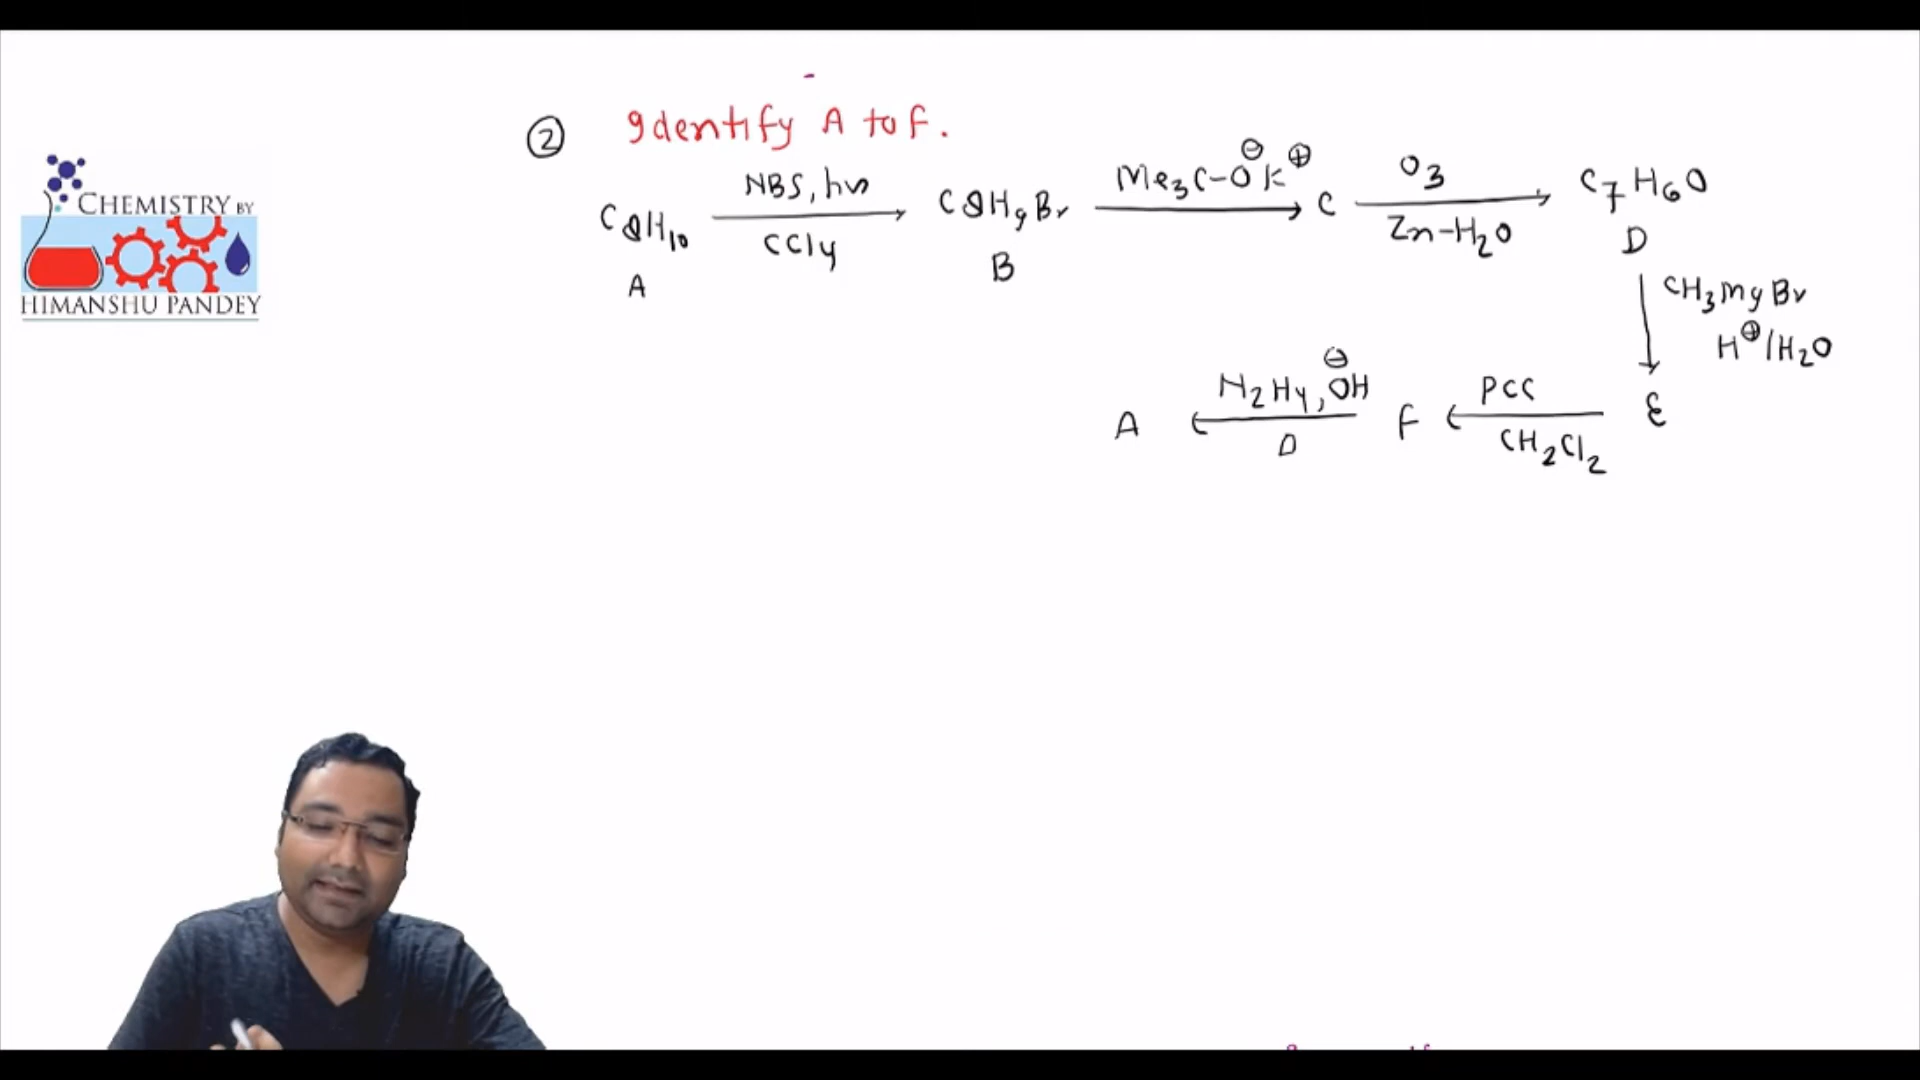 CHEMISTRY BY
HIMANSHU PANDEY
② Identify A to F.
C8H10 A
NBS, hν
CCl4
C8H9Br B
Me3C-O⊖K⊕
C
O3
Zn-H2O
C7H6O
D
CH3MgBr
H⊕/H2O
E
PCC
CH2Cl2
F
N2H4, ⊖OH
Δ
A